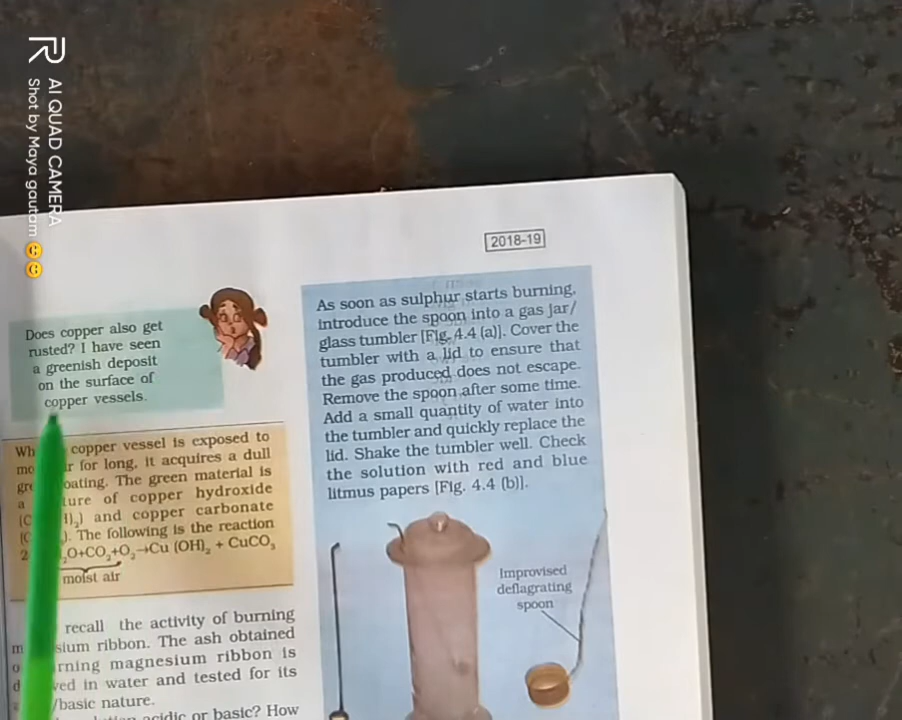 AI QUAD CAMERA
Shot by Maya gautam
2018-19
Does copper also get
rusted? I have seen
a greenish deposit
on the surface of
copper vessels.
copper vessel is exposed to
for long, it acquires a dull
oating. The green material is
a ture of copper hydroxide
and copper carbonate
The following is the reaction
O+CO₂+O₂→Cu (OH)₂ + CuCO₃
moist air
recall the activity of burning
sium ribbon. The ash obtained
rning magnesium ribbon is
ved in water and tested for its
/basic nature.
acidic or basic? How
As soon as sulphur starts burning,
introduce the spoon into a gas jar/
glass tumbler [Fig. 4.4 (a)]. Cover the
tumbler with a lid to ensure that
the gas produced does not escape.
Remove the spoon after some time.
Add a small quantity of water into
the tumbler and quickly replace the
lid. Shake the tumbler well. Check
the solution with red and blue
litmus papers [Fig. 4.4 (b)].
Improvised
deflagrating
spoon